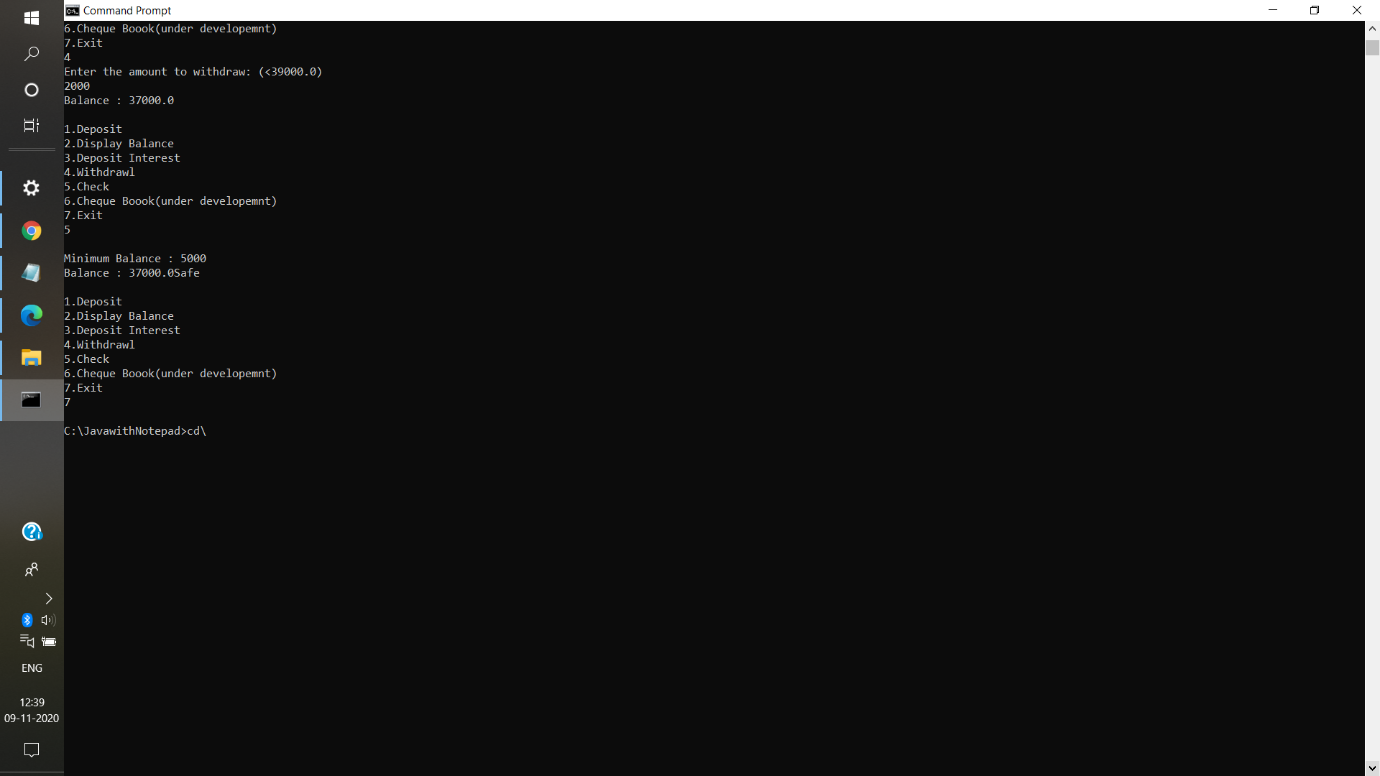 Command Prompt
6.Cheque Boook(under developemnt)
7.Exit
4
Enter the amount to withdraw: (<39000.0)
2000
Balance : 37000.0
1.Deposit
2.Display Balance
3.Deposit Interest
4.Withdrawl
5.Check
6.Cheque Boook(under developemnt)
7.Exit
5
Minimum Balance : 5000
Balance : 37000.0Safe
1.Deposit
2.Display Balance
3.Deposit Interest
4.Withdrawl
5.Check
6.Cheque Boook(under developemnt)
7.Exit
7
C:\JavawithNotepad>cd\
ENG
12:39
09-11-2020